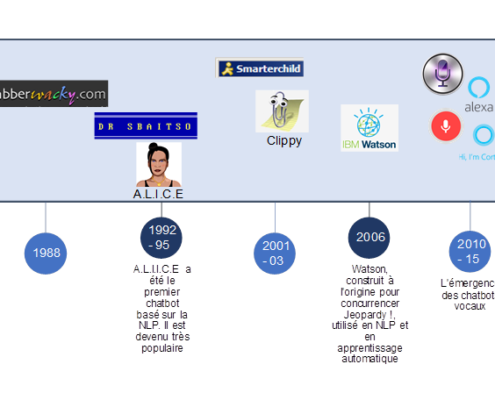 abberwacky.com
DR SBAITSO
A.L.I.C.E
Smarterchild
Clippy
IBM Watson
alexa
Hi, I'm Cort
1988
1992
- 95
2001
- 03
2006
2010
- 15
A.L.I.I.C.E a
été le
premier
chatbot
basé sur la
NLP. Il est
devenu très
populaire
Watson,
construit à
l'origine pour
concurrencer
Jeopardy !,
utilisé en NLP et
en
apprentissage
automatique
L'émergenc
des chatbot
vocaux